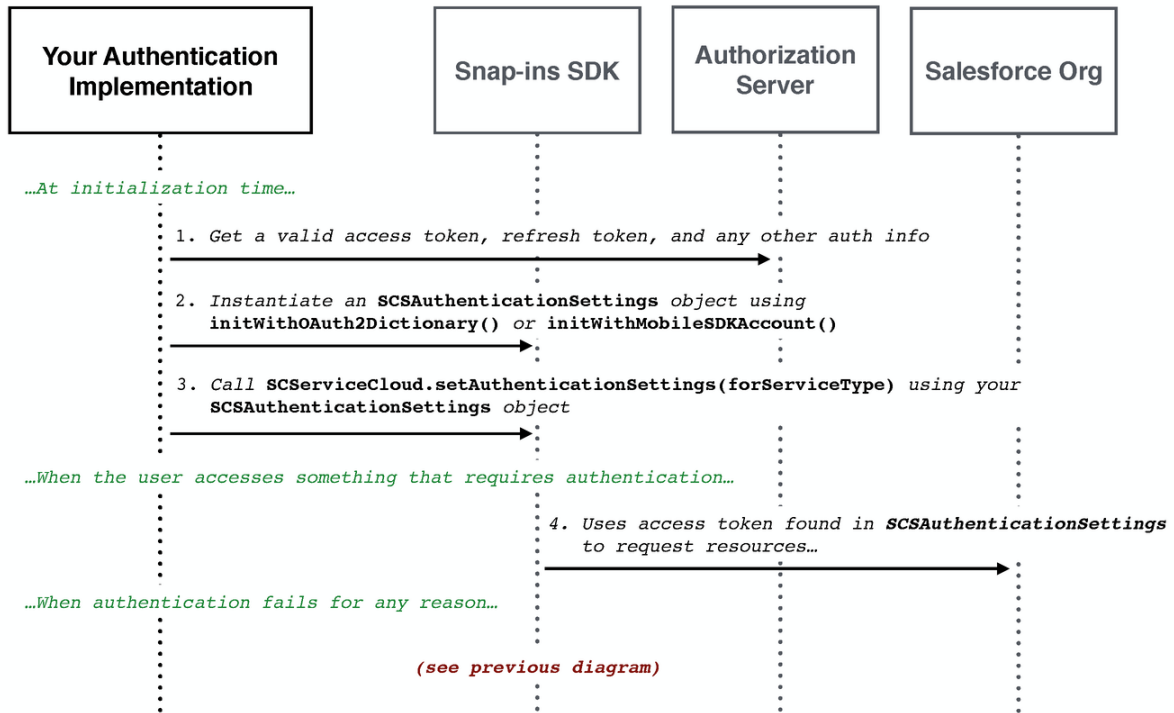 Your Authentication
Implementation
Snap-ins SDK
Authorization
Server
Salesforce Org
…At initialization time…
1. Get a valid access token, refresh token, and any other auth info
2. Instantiate an SCSAuthenticationSettings object using
initWithOAuth2Dictionary() or initWithMobileSDKAccount()
3. Call SCServiceCloud.setAuthenticationSettings(forServiceType) using your
SCSAuthenticationSettings object
…When the user accesses something that requires authentication…
4. Uses access token found in SCSAuthenticationSettings
to request resources…
…When authentication fails for any reason…
(see previous diagram)